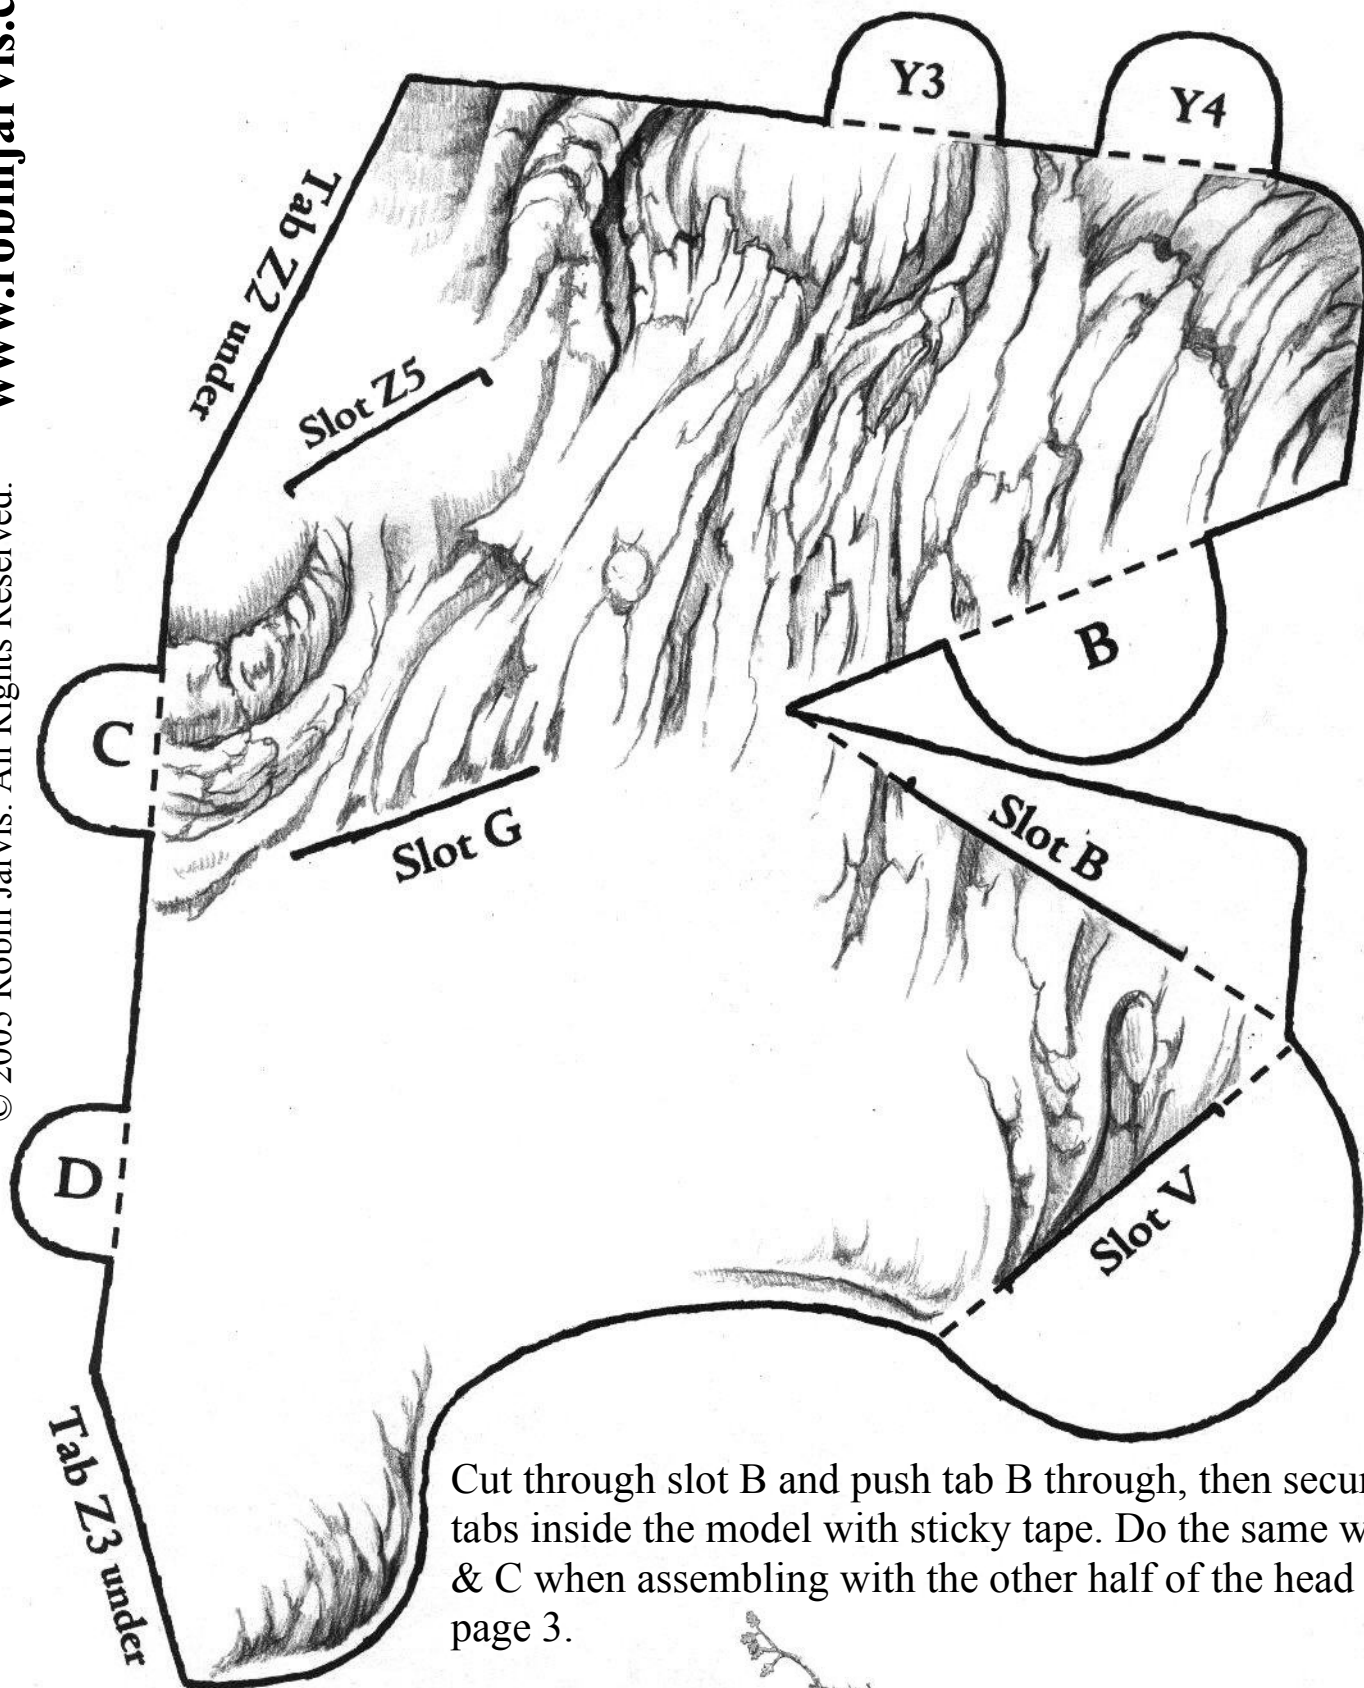 Y3
Y4
Tab Z2 under
Slot Z5
B
C
Slot G
Slot B
D
Slot V
Tab Z3 under
Cut through slot B and push tab B through, then secur
tabs inside the model with sticky tape. Do the same w
& C when assembling with the other half of the head
page 3.
© 2005 Robin Jarvis. All Rights Reserved. www.robinjarvis.c